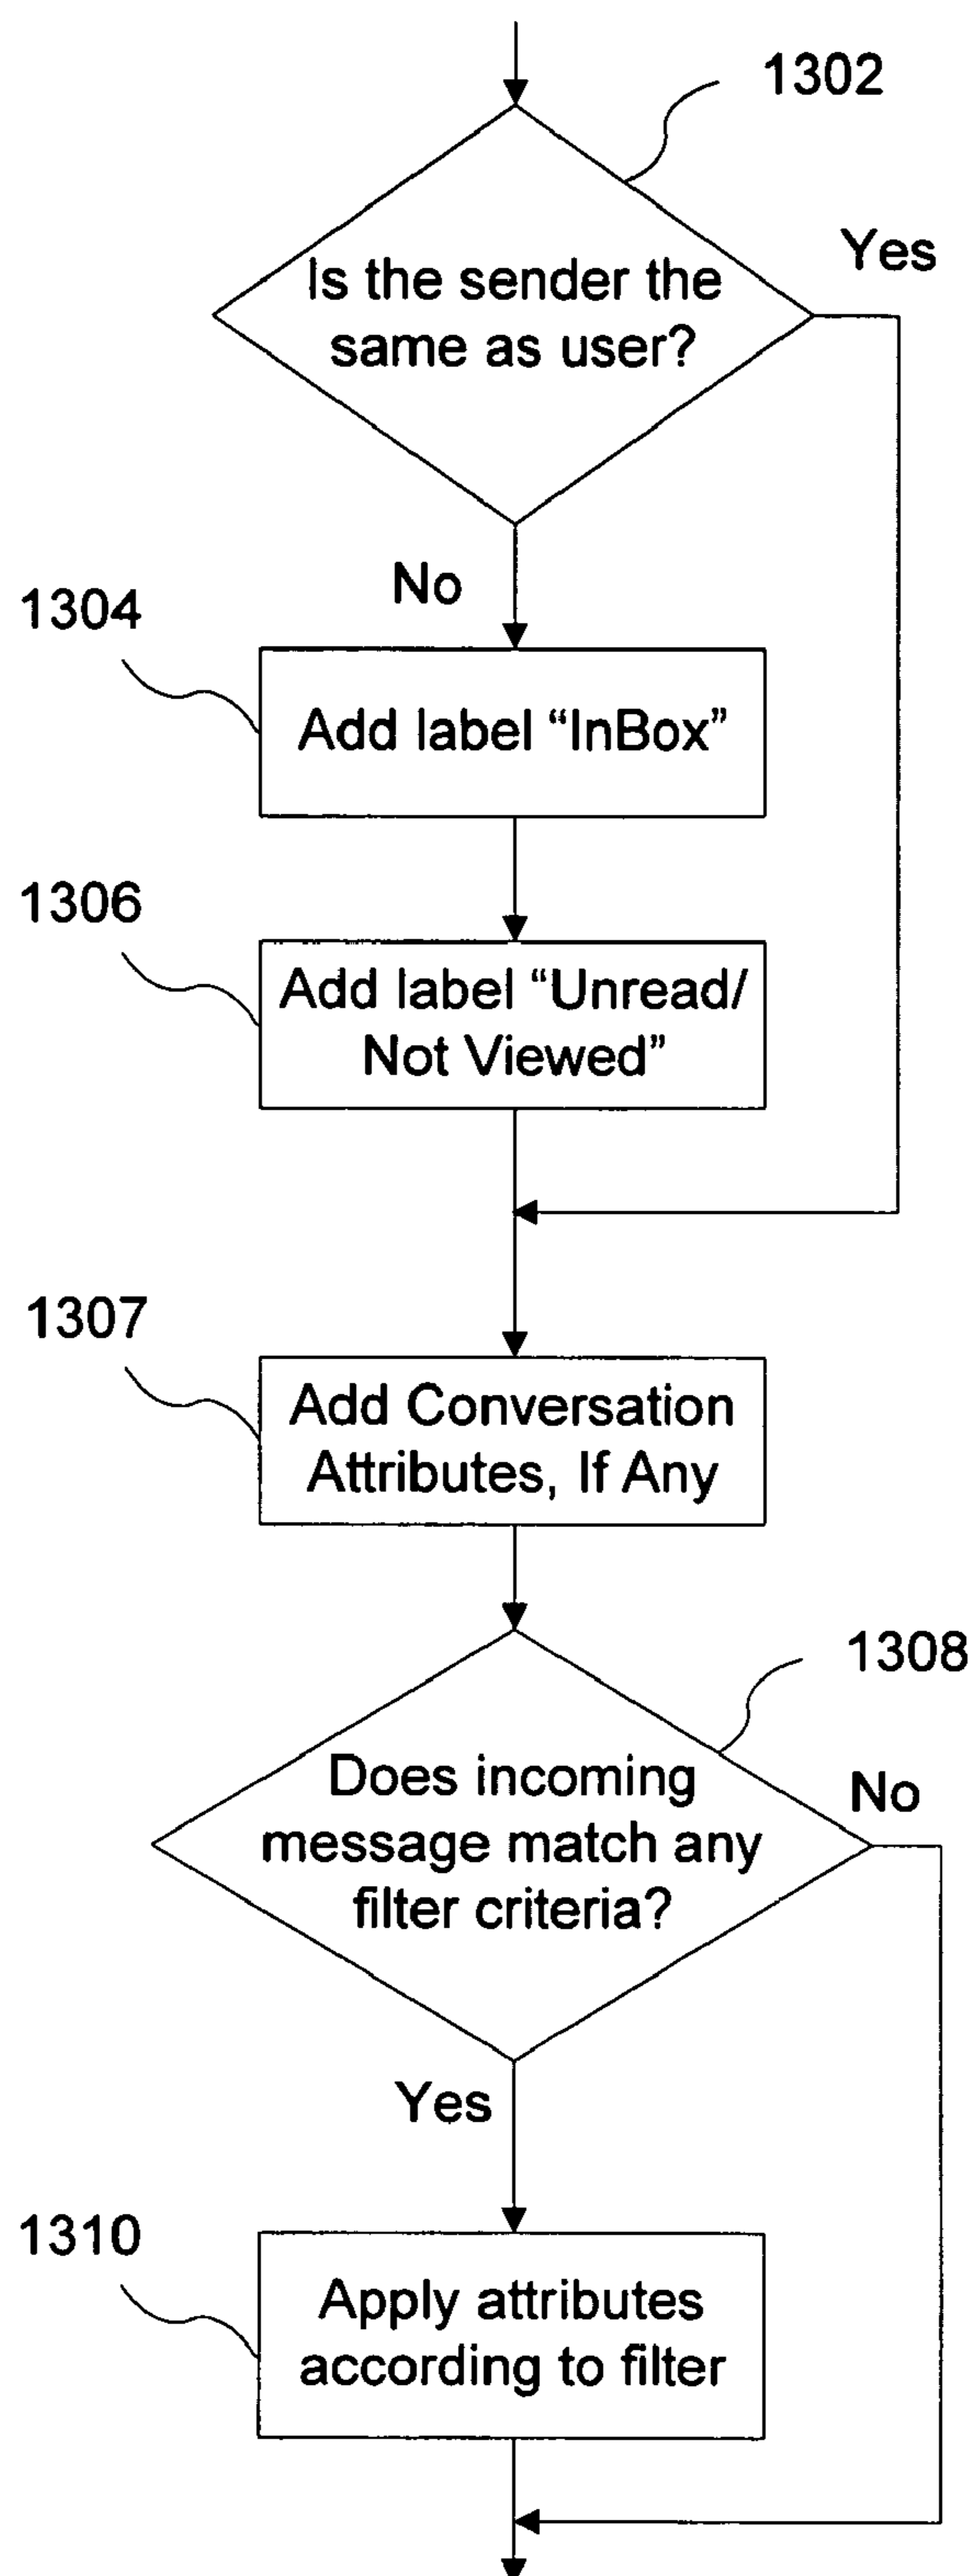 1302
Yes
Is the sender the
same as user?
No
1304
Add label “InBox”
1306
Add label “Unread/
Not Viewed”
1307
Add Conversation
Attributes, If Any
1308
No
Does incoming
message match any
filter criteria?
Yes
1310
Apply attributes
according to filter